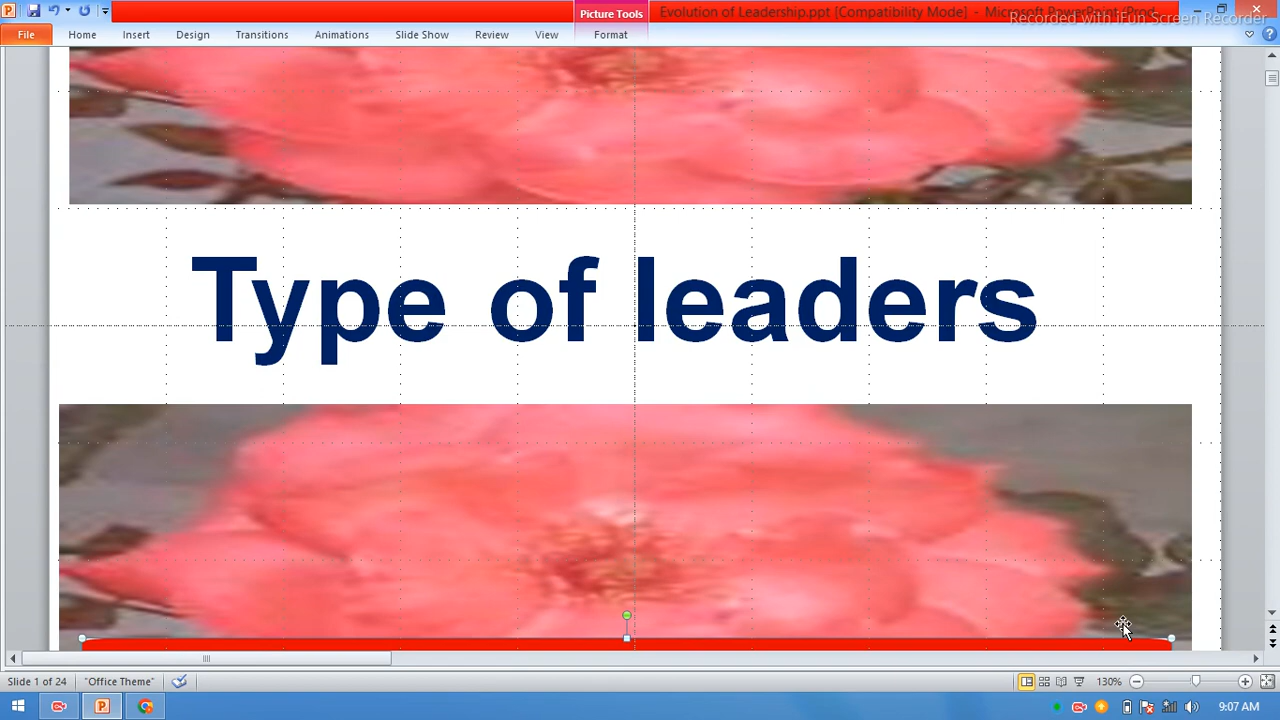 Picture Tools
Evolution of Leadership.ppt [Compatibility Mode] - Microsoft PowerPoint (Prod
Recorded with iFun Screen Recorder
File Home Insert Design Transitions Animations Slide Show Review View Format
Type of leaders
Slide 1 of 24 "Office Theme" 130%
9:07 AM